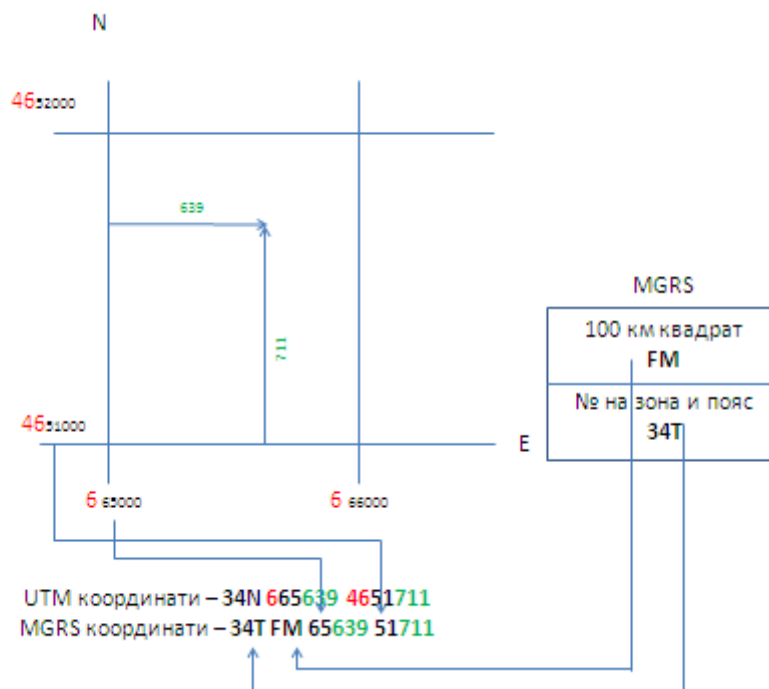 N
4652000
639
711
MGRS
100 км квадрат
FM
№ на зона и пояс
34T
4651000
E
6 65000
6 66000
UTM координати – 34N 665639 4651711
MGRS координати – 34T FM 65639 51711